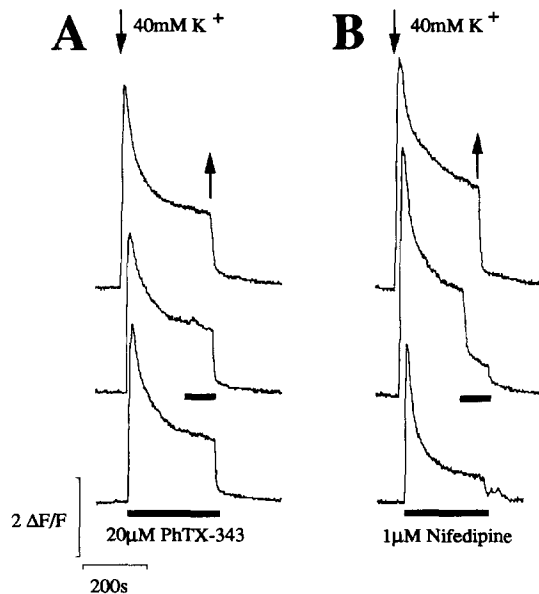 A 40mM K +
B 40mM K +
2 ΔF/F
20μM PhTX-343
1μM Nifedipine
200s